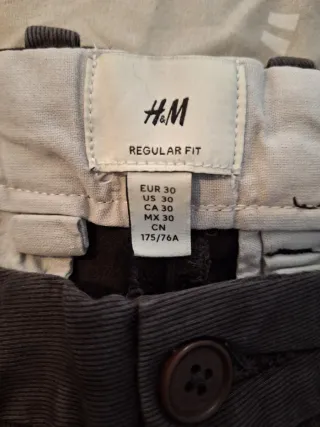 H&M
REGULAR FIT
EUR 30
US 30
CA 30
MX 30
CN
175/76A